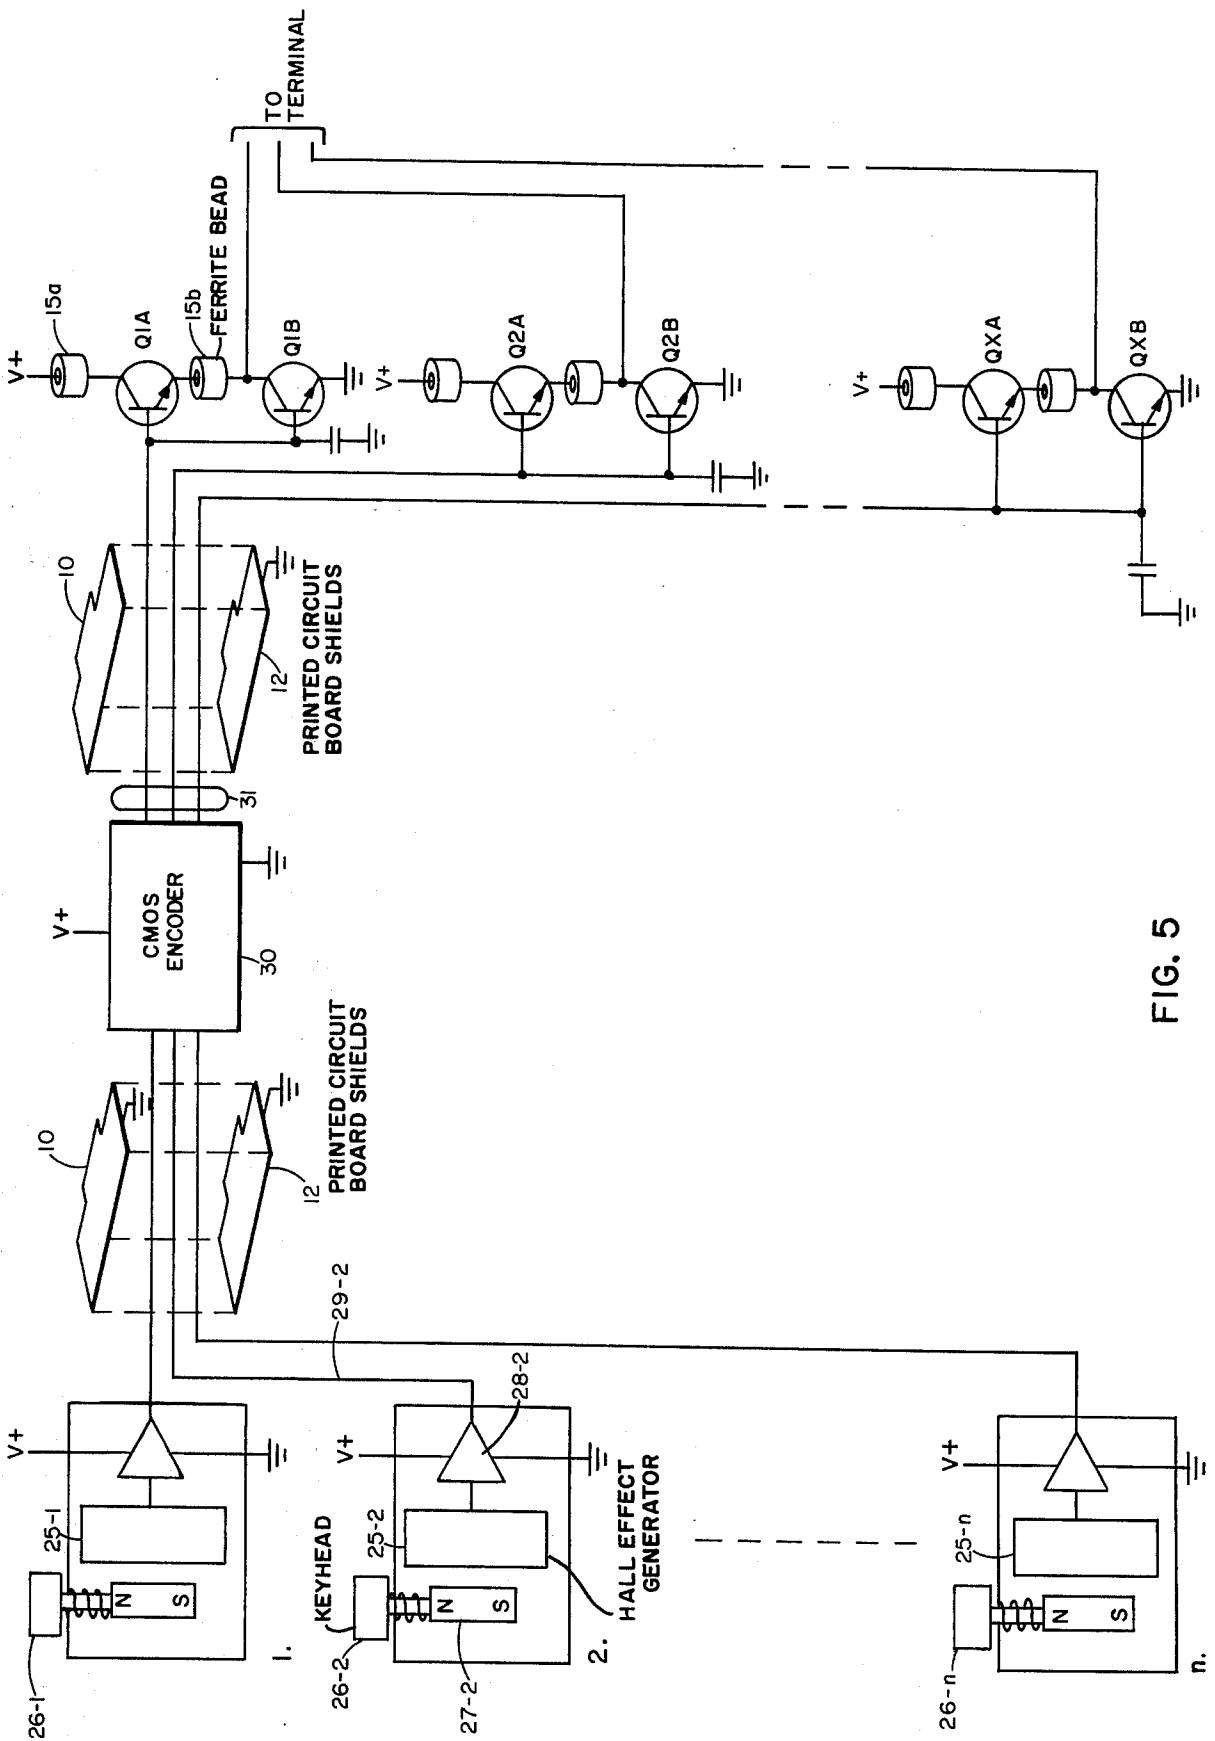 26-1
V+
25-1
N
S
1.
KEYHEAD
26-2
V+
25-2
N
S
27-2
28-2
29-2
2.
HALL EFFECT
GENERATOR
26-n
V+
25-n
N
S
n.
10
12
PRINTED CIRCUIT
BOARD SHIELDS
V+
CMOS
ENCODER
30
31
10
12
PRINTED CIRCUIT
BOARD SHIELDS
V+
15a
Q1A
15b
FERRITE BEAD
Q1B
V+
Q2A
Q2B
V+
QXA
QXB
TO
TERMINAL
FIG. 5